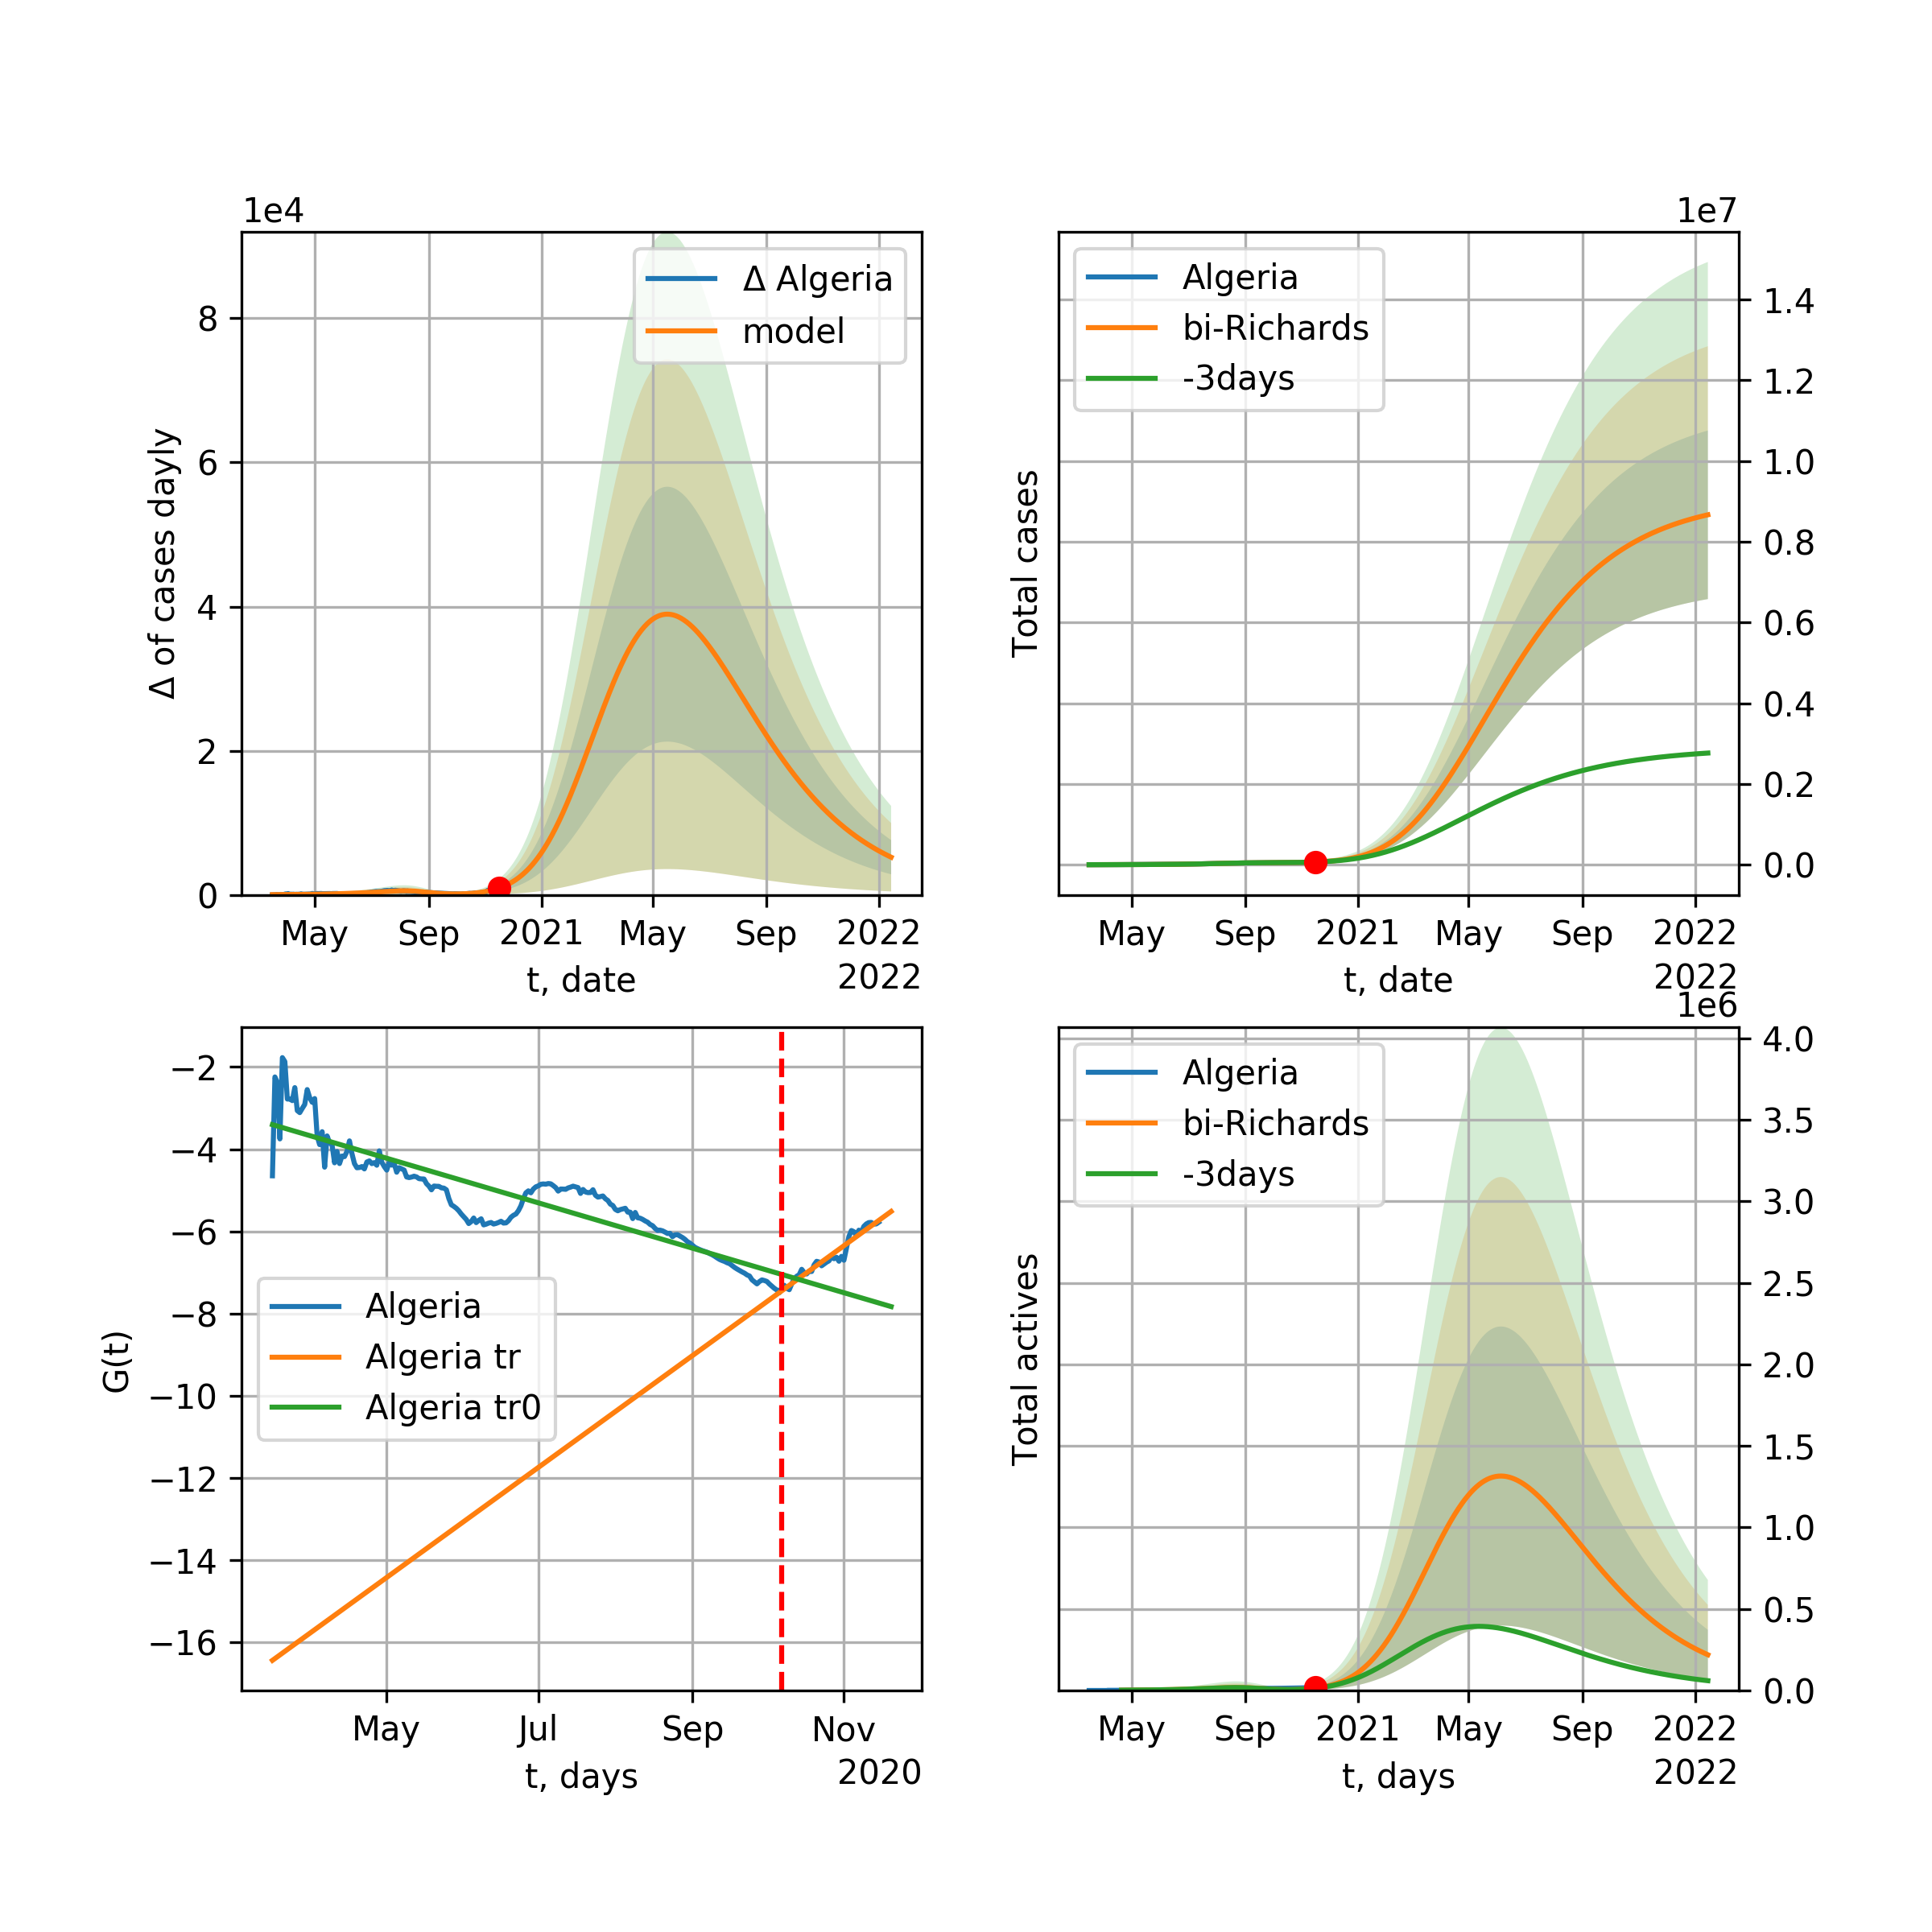 1e4
Δ of cases dayly
8
6
4
2
0
Δ Algeria
model
May Sep 2021 May Sep 2022
t, date
2022
1e7
Total cases
Algeria
bi-Richards
-3days
1.4
1.2
1.0
0.8
0.6
0.4
0.2
0.0
May Sep 2021 May Sep 2022
t, date
2022
G(t)
−2
−4
−6
−8
−10
−12
−14
−16
Algeria
Algeria tr
Algeria tr0
May Jul Sep Nov
t, days
2020
1e6
Total actives
Algeria
bi-Richards
-3days
4.0
3.5
3.0
2.5
2.0
1.5
1.0
0.5
0.0
May Sep 2021 May Sep 2022
t, days
2022